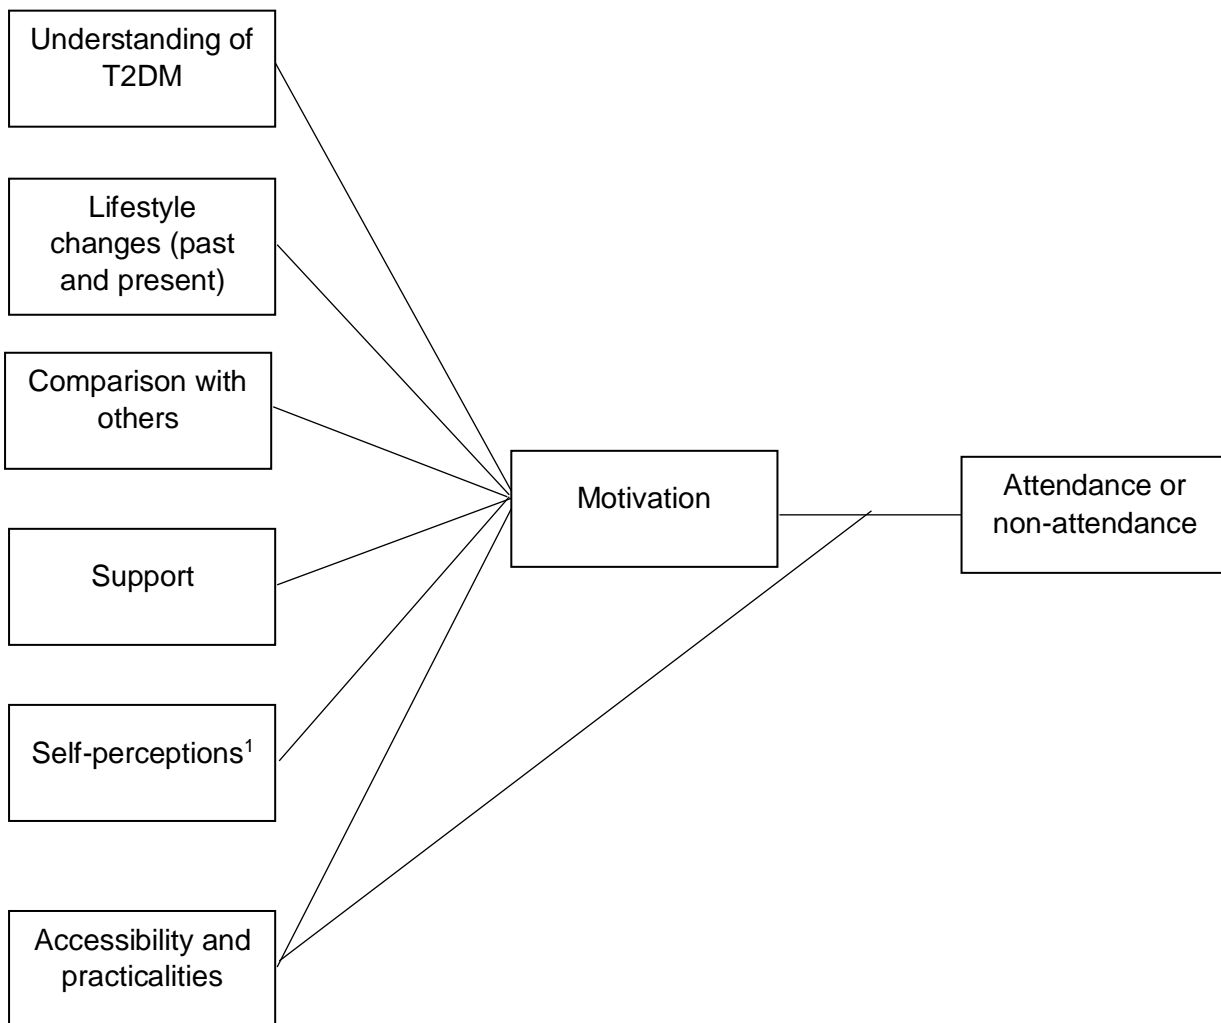 Understanding of
T2DM
Lifestyle
changes (past
and present)
Comparison with
others
Support
Self-perceptions¹
Accessibility and
practicalities
Motivation
Attendance or
non-attendance